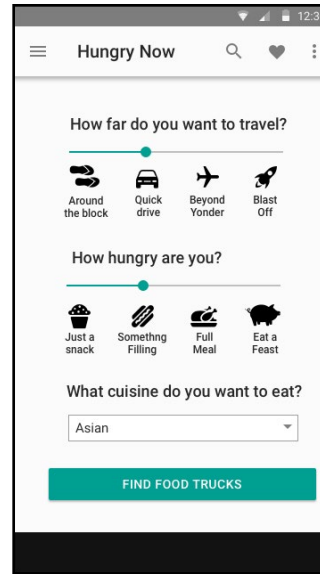 12:3
Hungry Now
How far do you want to travel?
Around
the block
Quick
drive
Beyond
Yonder
Blast
Off
How hungry are you?
Just a
snack
Somethng
Filling
Full
Meal
Eat a
Feast
What cuisine do you want to eat?
Asian
FIND FOOD TRUCKS